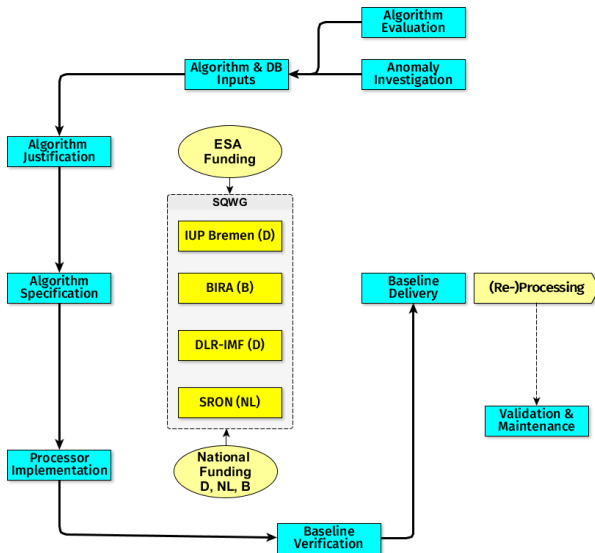 Algorithm
Evaluation
Algorithm & DB
Inputs
Anomaly
Investigation
Algorithm
Justification
ESA
Funding
SQWG
IUP Bremen (D)
Algorithm
Specification
BIRA (B)
Baseline
Delivery
(Re-)Processing
DLR-IMF (D)
SRON (NL)
Validation &
Maintenance
Processor
Implementation
National
Funding
D, NL, B
Baseline
Verification